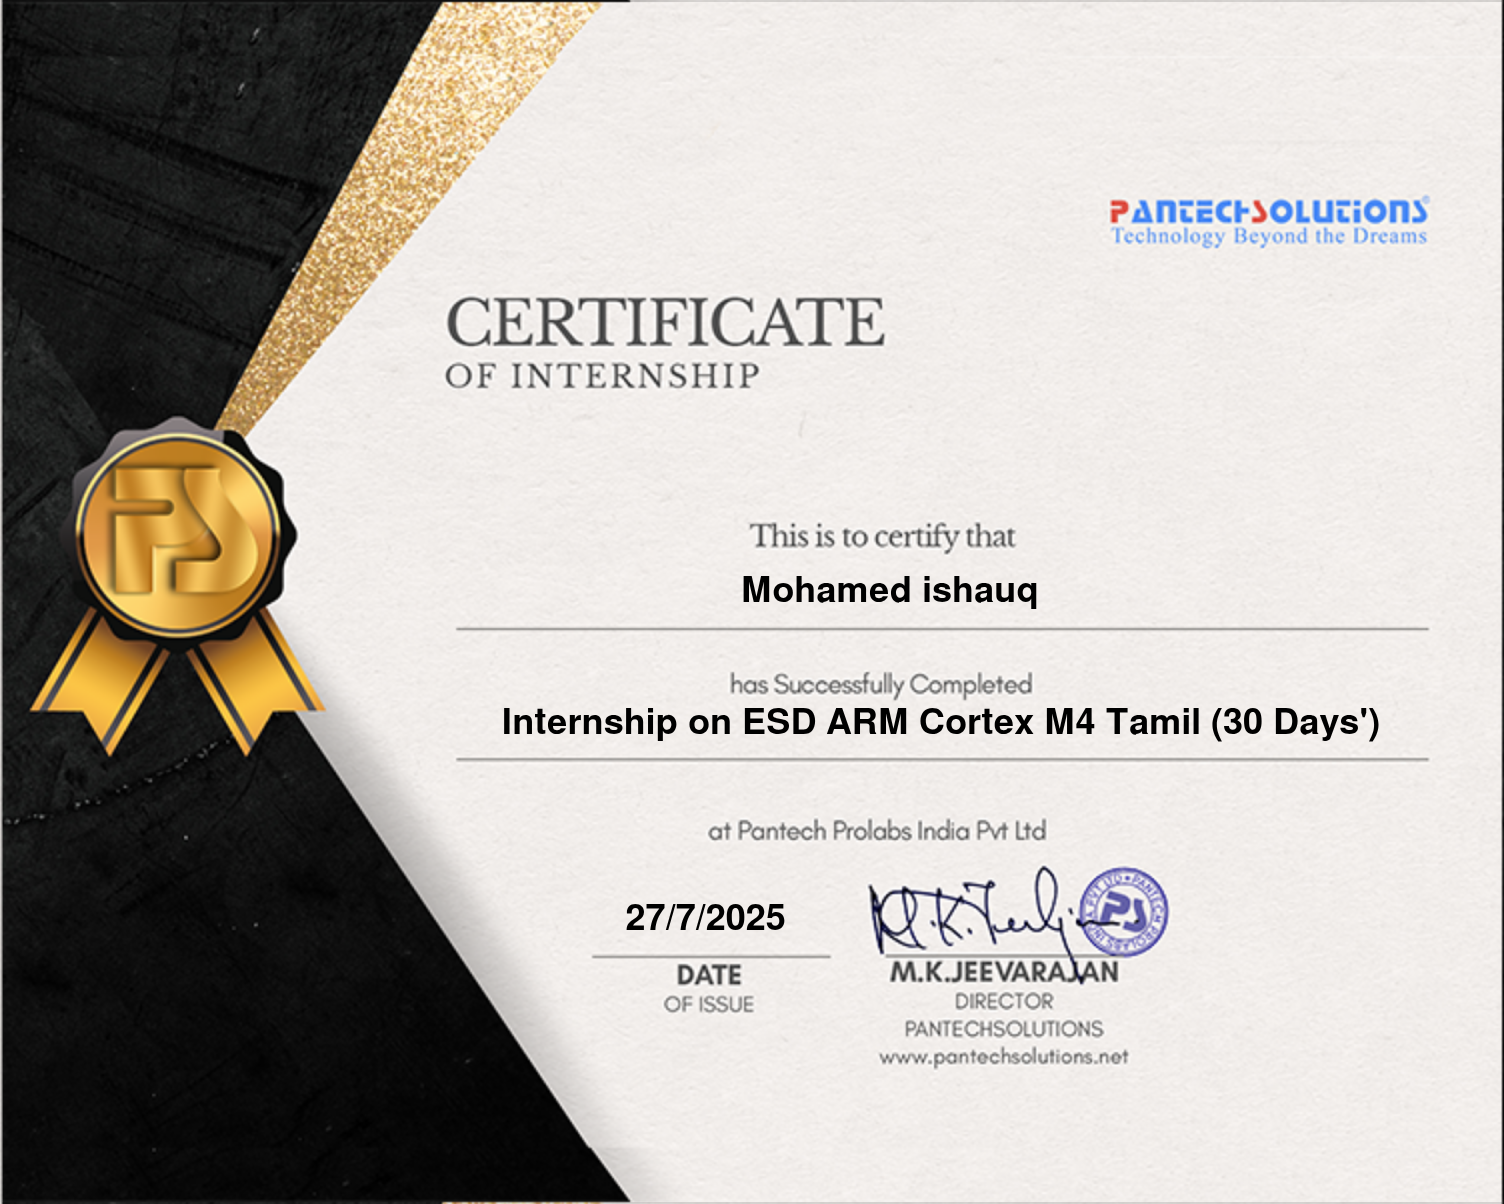 PANTECHSOLUTIONS®
Technology Beyond the Dreams
CERTIFICATE
OF INTERNSHIP
PS
This is to certify that
Mohamed ishauq
has Successfully Completed
Internship on ESD ARM Cortex M4 Tamil (30 Days')
at Pantech Prolabs India Pvt Ltd
27/7/2025
DATE
OF ISSUE
PS
M.K.JEEVARAJAN
DIRECTOR
PANTECHSOLUTIONS
www.pantechsolutions.net